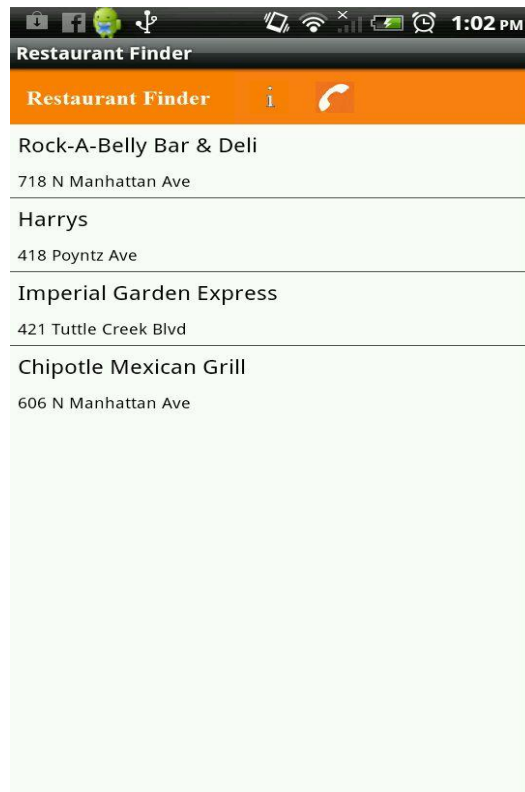 1:02 PM
Restaurant Finder
Restaurant Finder i
Rock-A-Belly Bar & Deli
718 N Manhattan Ave
Harrys
418 Poyntz Ave
Imperial Garden Express
421 Tuttle Creek Blvd
Chipotle Mexican Grill
606 N Manhattan Ave